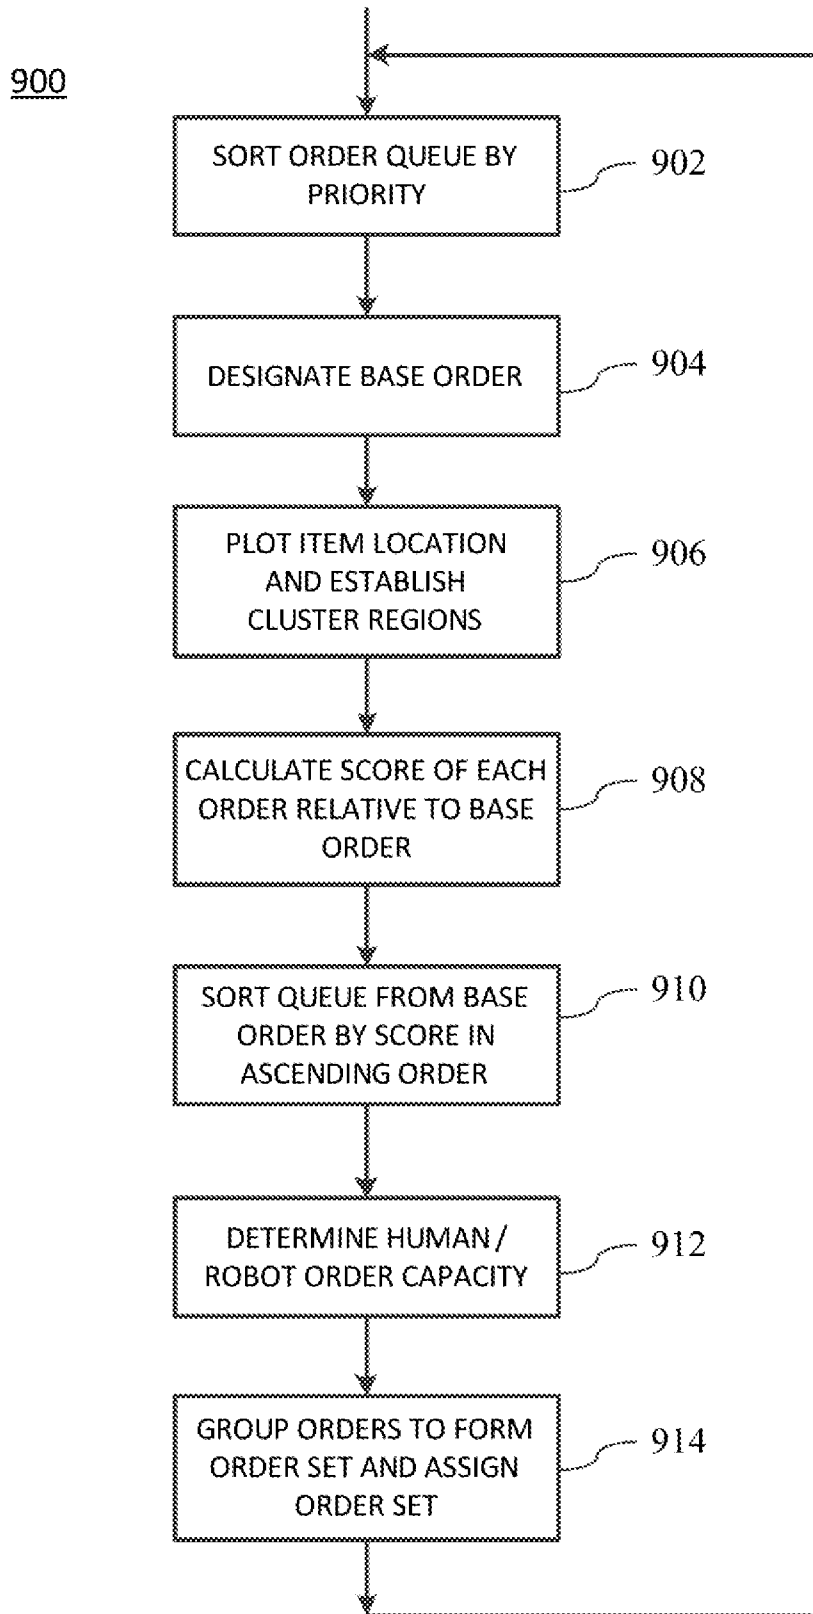 900
SORT ORDER QUEUE BY
PRIORITY
902
DESIGNATE BASE ORDER
904
PLOT ITEM LOCATION
AND ESTABLISH
CLUSTER REGIONS
906
CALCULATE SCORE OF EACH
ORDER RELATIVE TO BASE
ORDER
908
SORT QUEUE FROM BASE
ORDER BY SCORE IN
ASCENDING ORDER
910
DETERMINE HUMAN /
ROBOT ORDER CAPACITY
912
GROUP ORDERS TO FORM
ORDER SET AND ASSIGN
ORDER SET
914